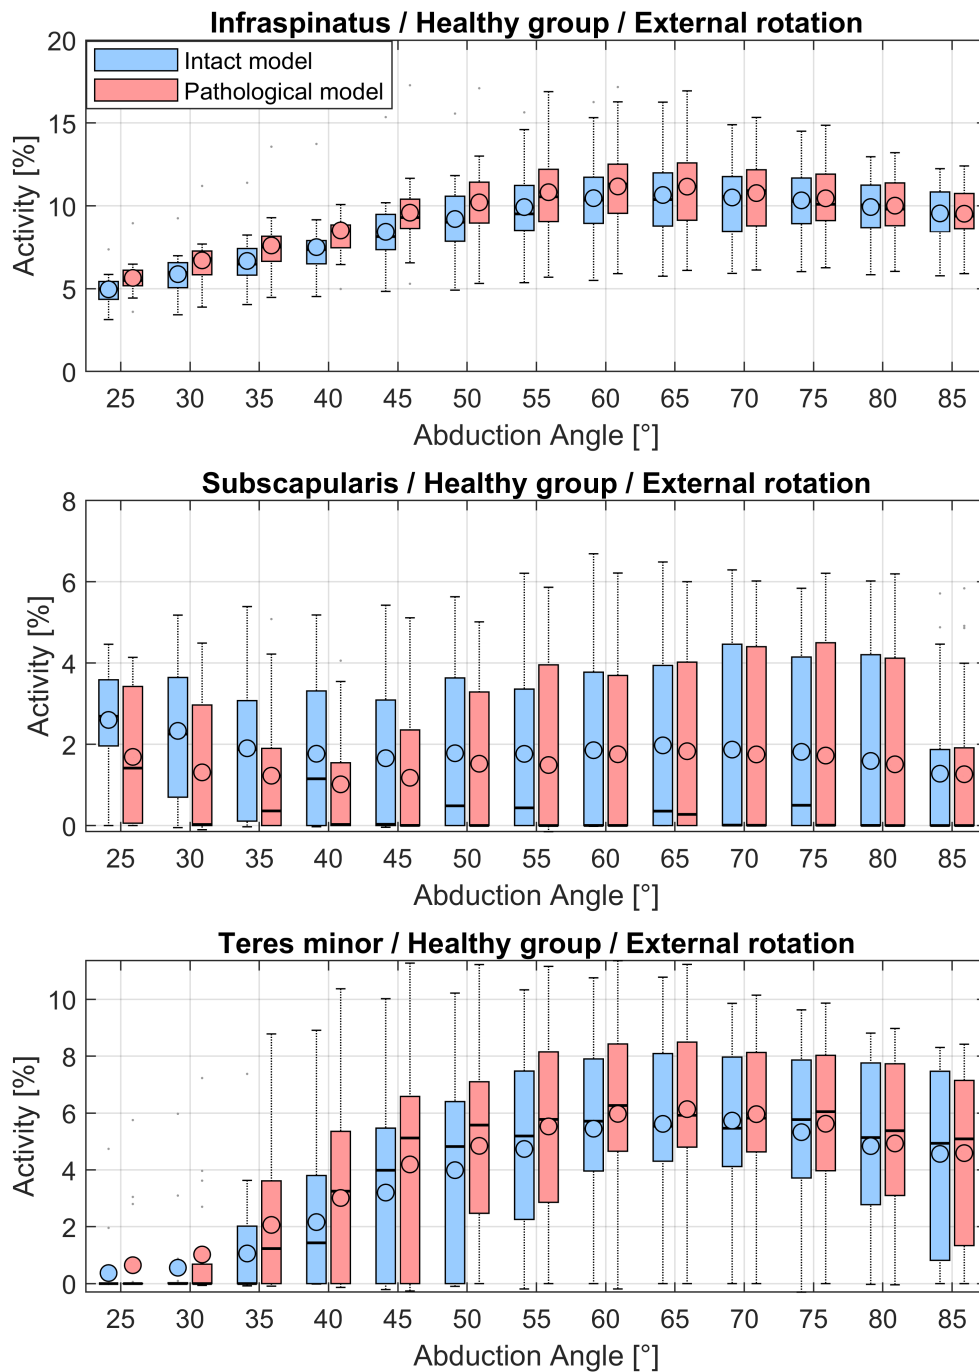 Infraspinatus / Healthy group / External rotation
Intact model
Pathological model
Activity [%]
20
15
10
5
0
25 30 35 40 45 50 55 60 65 70 75 80 85
Abduction Angle [°]
Subscapularis / Healthy group / External rotation
Activity [%]
8
6
4
2
0
25 30 35 40 45 50 55 60 65 70 75 80 85
Abduction Angle [°]
Teres minor / Healthy group / External rotation
Activity [%]
10
8
6
4
2
0
25 30 35 40 45 50 55 60 65 70 75 80 85
Abduction Angle [°]